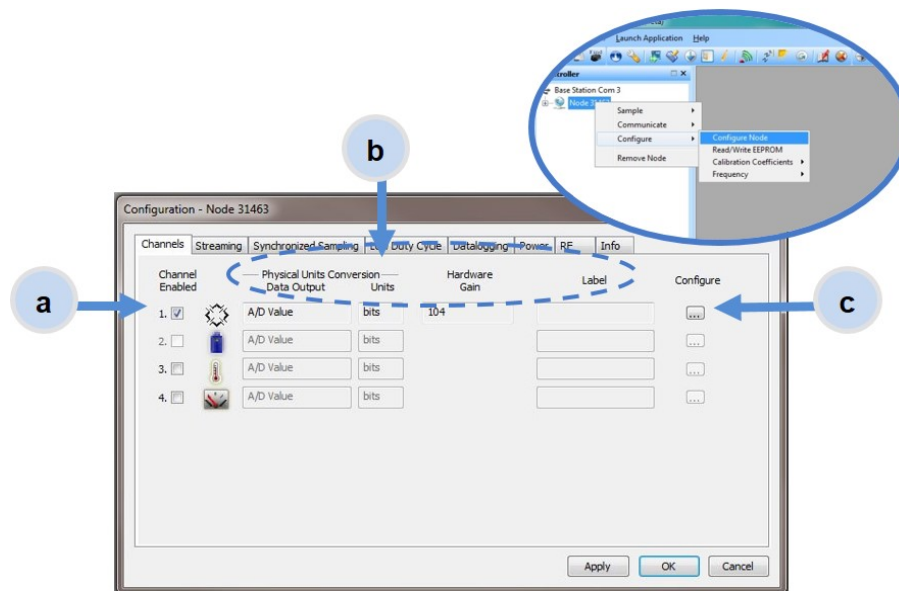 Launch Application Help
Base Station Com 3
Sample
Communicate
Configure
Remove Node
Configure Node
Read/Write EEPROM
Calibration Coefficients
Frequency
b
Configuration - Node 31463
Channels Streaming Synchronized Sampling Duty Cycle Datalogging Power RF Info
Channel Enabled
Physical Units Conversion
Data Output Units
Hardware Gain
Label
Configure
a
c
1. A/D Value bits 104 ...
2. A/D Value bits ...
3. A/D Value bits ...
4. A/D Value bits ...
Apply OK Cancel